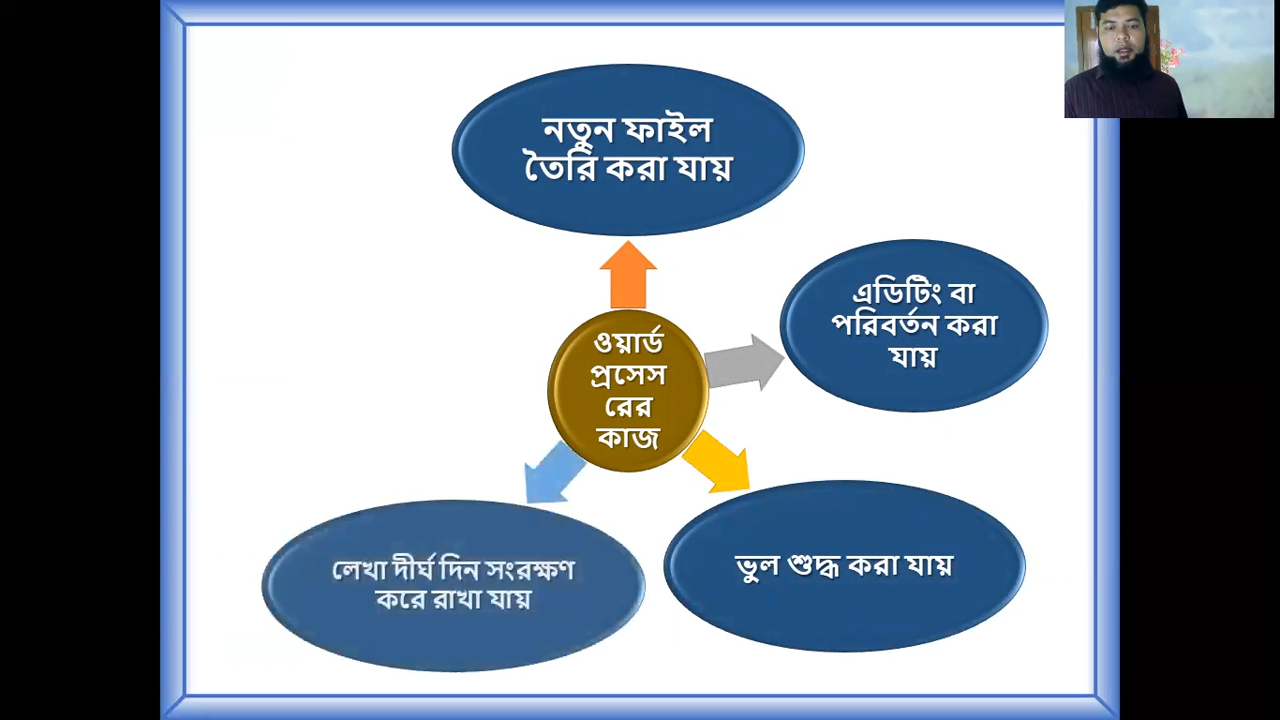 নতুন ফাইল
তৈরি করা যায়
এডিটিং বা
পরিবর্তন করা
যায়
ওয়ার্ড
প্রসেস
রের
কাজ
ভুল শুদ্ধ করা যায়
লেখা দীর্ঘ দিন সংরক্ষণ
করে রাখা যায়